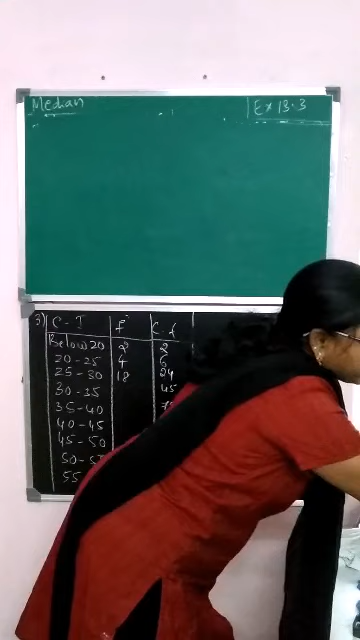 Median
Ex 13.3
3) C-I f c.f
Below 20 2 2
20-25 4 6
25-30 18 24
30-35 45
35-40
40-45
45-50
50-5
55